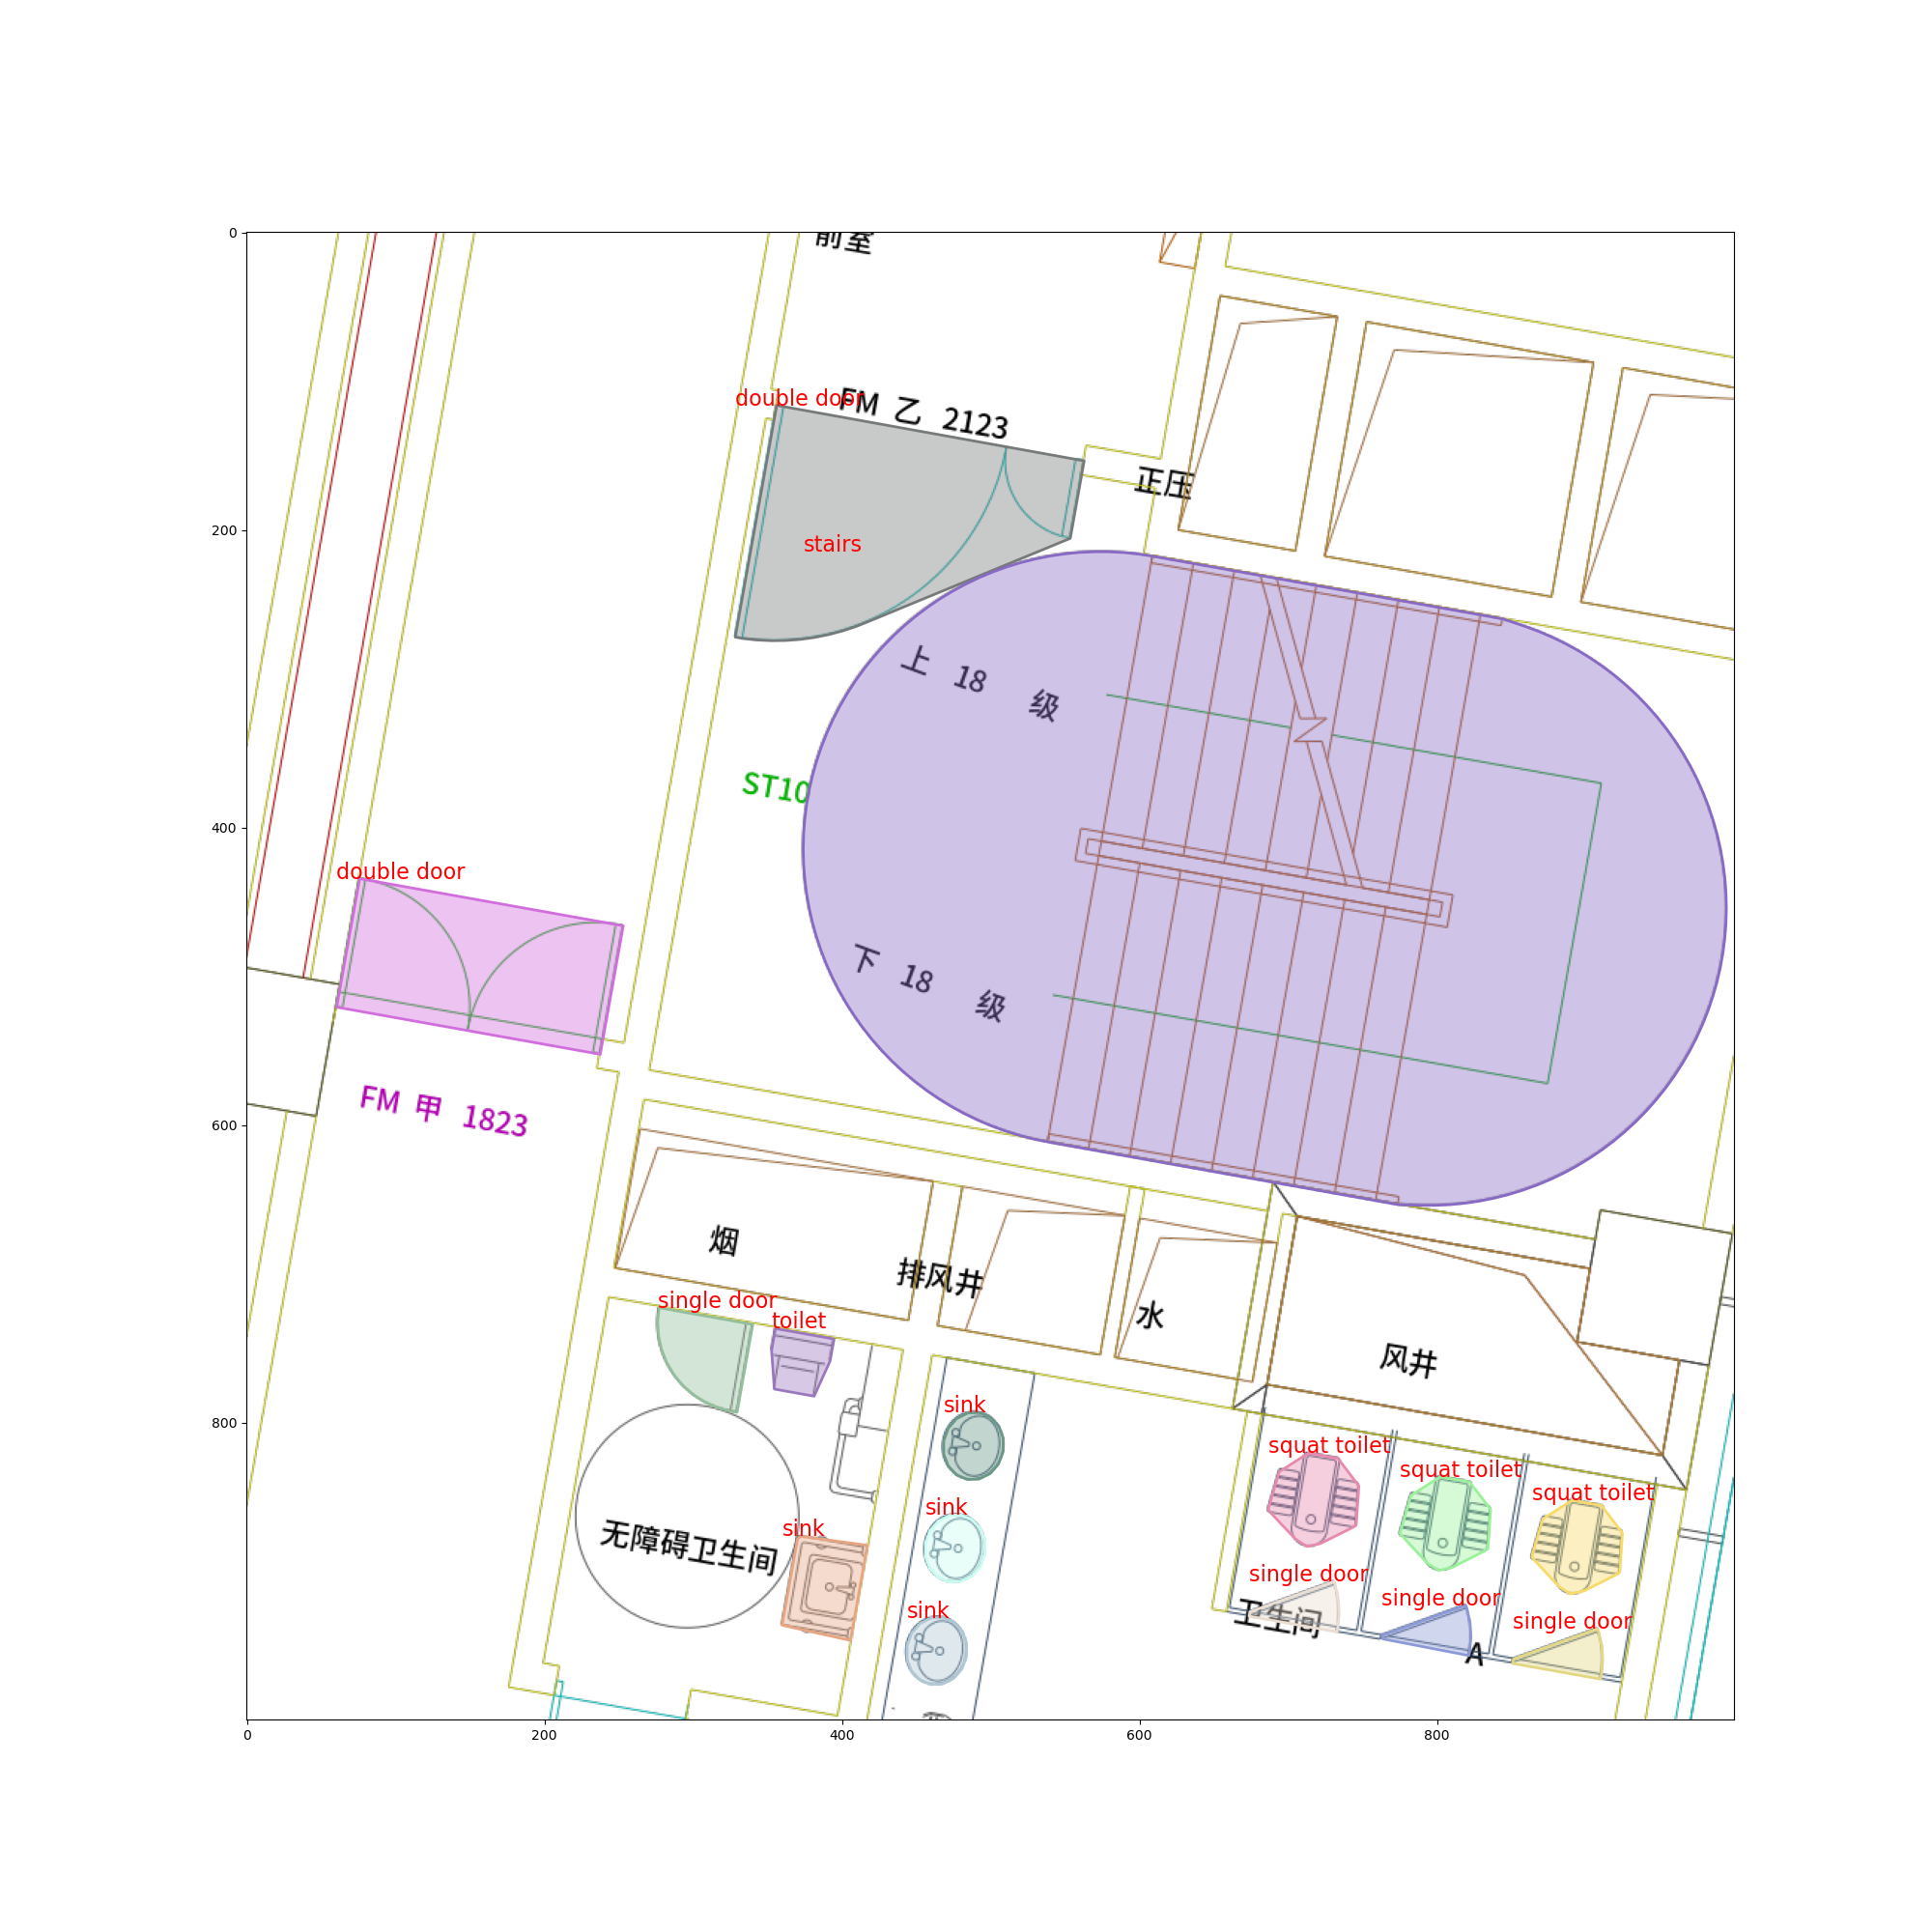 0
前室
double door
FM 乙 2123
正压
200
stairs
上 18 级
ST10
400
double door
下 18 级
600
FM 甲 1823
烟
排风井
水
风井
single door
toilet
800
sink
squat toilet
squat toilet
squat toilet
sink
sink
无障碍卫生间
single door
single door
single door
sink
卫生间
A
0
200
400
600
800